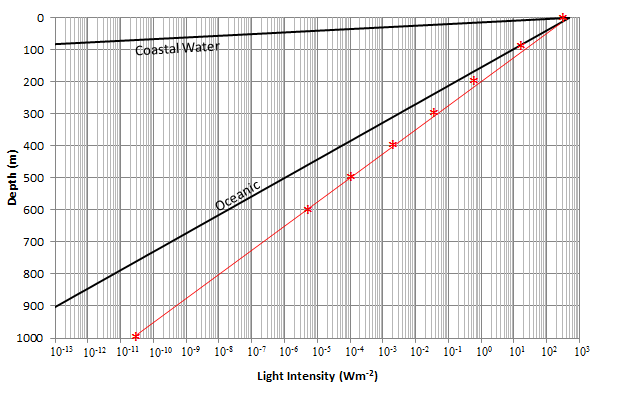 0
100
200
300
400
500
600
700
800
900
1000
Depth (m)
Coastal Water
Oceanic
10⁻¹³ 10⁻¹² 10⁻¹¹ 10⁻¹⁰ 10⁻⁹ 10⁻⁸ 10⁻⁷ 10⁻⁶ 10⁻⁵ 10⁻⁴ 10⁻³ 10⁻² 10⁻¹ 10⁰ 10¹ 10² 10³
Light Intensity (Wm⁻²)